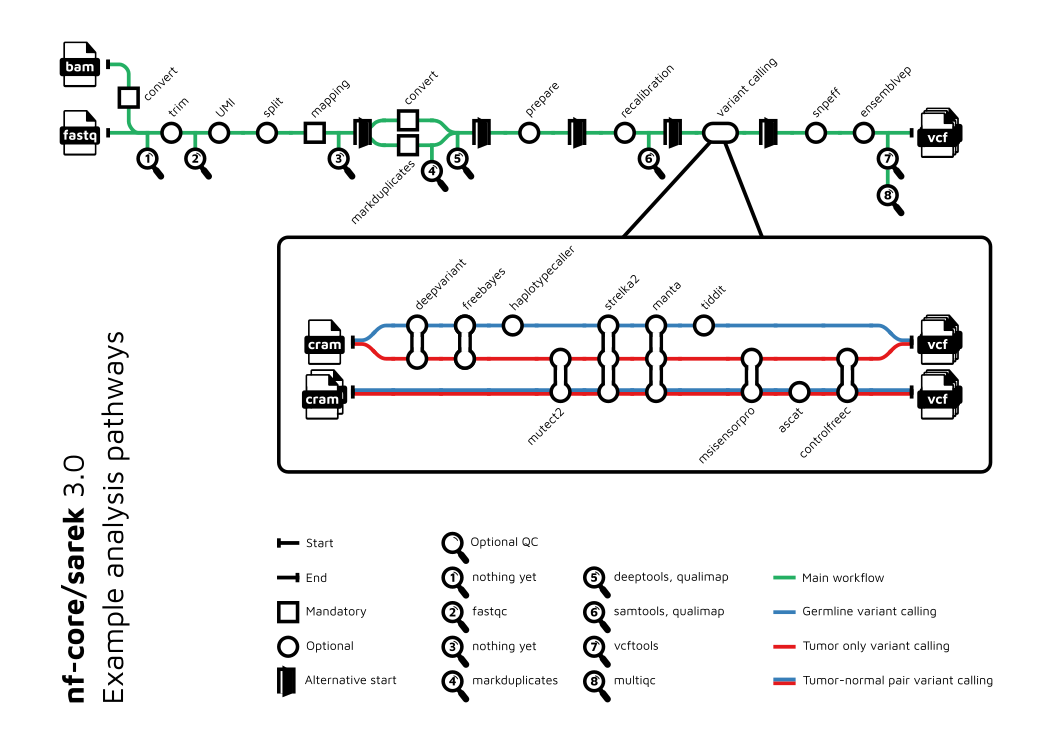 bam
convert
fastq
trim
UMI
split
mapping
convert
markduplicates
prepare
recalibration
variant calling
snpeff
ensemblvep
vcf
1
2
3
4
5
6
7
8
deepvariant
freebayes
haplotypecaller
strelka2
manta
tiddit
cram
vcf
cram
vcf
mutect2
msisensorpro
ascat
controlfreec
nf-core/sarek 3.0
Example analysis pathways
Start
End
Mandatory
Optional
Alternative start
Optional QC
1 nothing yet
2 fastqc
3 nothing yet
4 markduplicates
5 deeptools, qualimap
6 samtools, qualimap
7 vcftools
8 multiqc
Main workflow
Germline variant calling
Tumor only variant calling
Tumor-normal pair variant calling